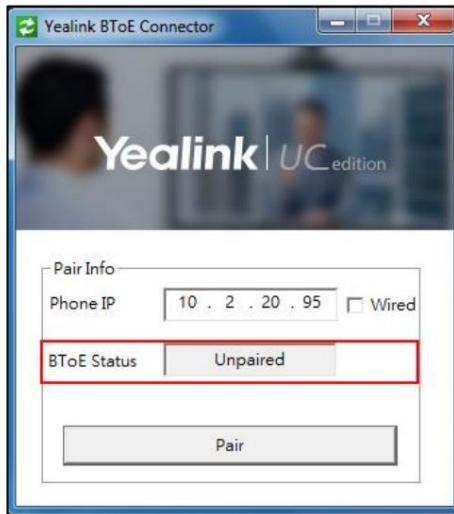 Yealink BToE Connector
Yealink | UC edition
Pair Info
Phone IP 10 . 2 . 20 . 95 Wired
BToE Status Unpaired
Pair